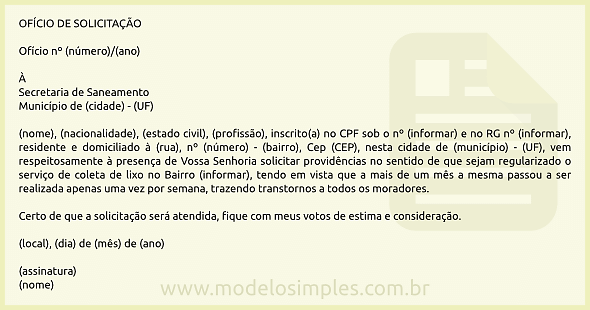 OFÍCIO DE SOLICITAÇÃO
Ofício nº (número)/(ano)
À
Secretaria de Saneamento
Município de (cidade) - (UF)
(nome), (nacionalidade), (estado civil), (profissão), inscrito(a) no CPF sob o nº (informar) e no RG nº (informar),
residente e domiciliado à (rua), nº (número) - (bairro), Cep (CEP), nesta cidade de (município) - (UF), vem
respeitosamente à presença de Vossa Senhoria solicitar providências no sentido de que sejam regularizado o
serviço de coleta de lixo no Bairro (informar), tendo em vista que a mais de um mês a mesma passou a ser
realizada apenas uma vez por semana, trazendo transtornos a todos os moradores.
Certo de que a solicitação será atendida, fique com meus votos de estima e consideração.
(local), (dia) de (mês) de (ano)
(assinatura)
(nome)
www.modelosimples.com.br